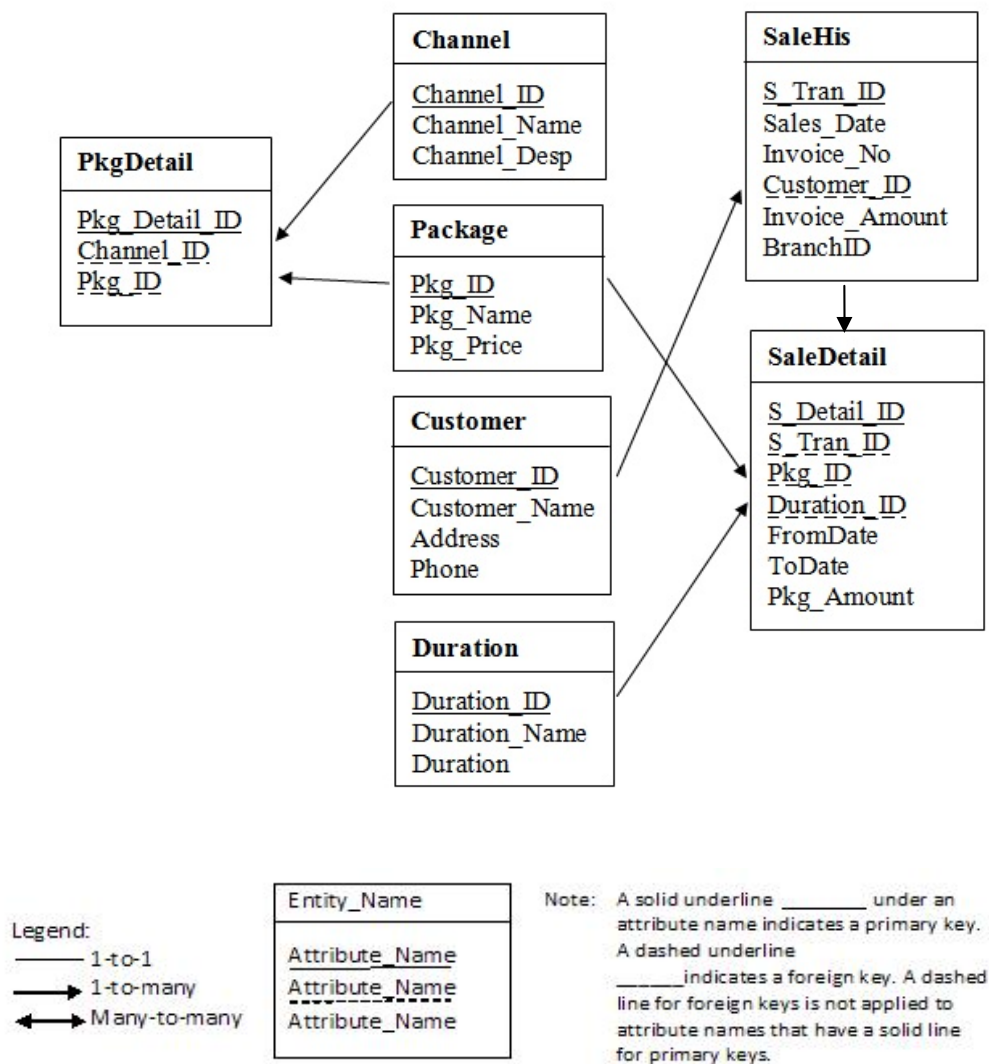 PkgDetail
Pkg_Detail_ID
Channel_ID
Pkg_ID
Channel
Channel_ID
Channel_Name
Channel_Desp
Package
Pkg_ID
Pkg_Name
Pkg_Price
Customer
Customer_ID
Customer_Name
Address
Phone
Duration
Duration_ID
Duration_Name
Duration
SaleHis
S_Tran_ID
Sales_Date
Invoice_No
Customer_ID
Invoice_Amount
BranchID
SaleDetail
S_Detail_ID
S_Tran_ID
Pkg_ID
Duration_ID
FromDate
ToDate
Pkg_Amount
Legend:
1-to-1
1-to-many
Many-to-many
Entity_Name
Attribute_Name
Attribute_Name
Attribute_Name
Note: A solid underline ________ under an
attribute name indicates a primary key.
A dashed underline
______indicates a foreign key. A dashed
line for foreign keys is not applied to
attribute names that have a solid line
for primary keys.